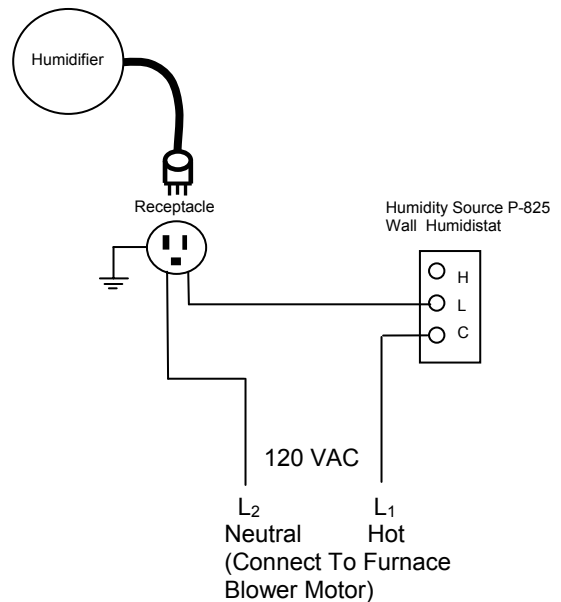 Humidifier
Receptacle
Humidity Source P-825
Wall Humidistat
H
L
C
120 VAC
L₂ L₁
Neutral Hot
(Connect To Furnace
Blower Motor)